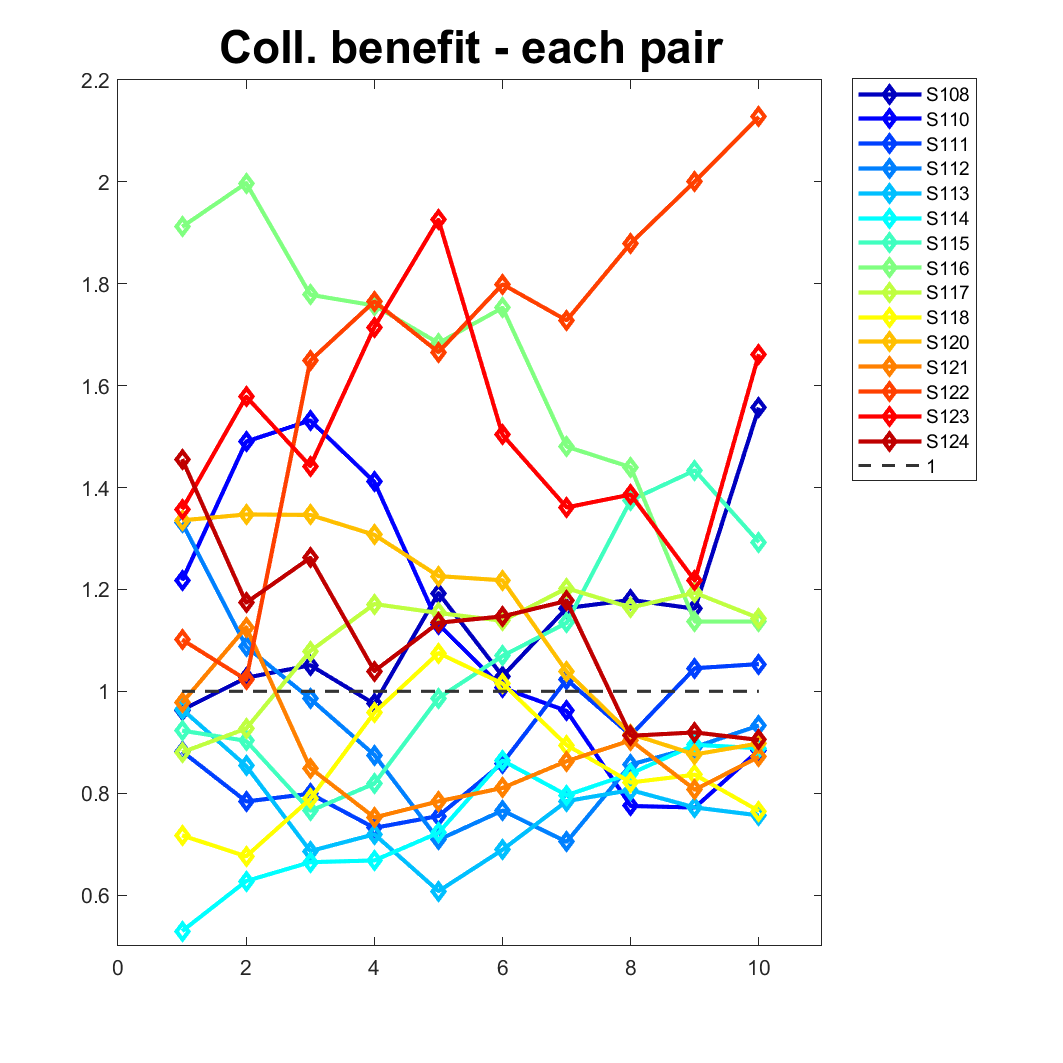 Coll. benefit - each pair
2.2
2
1.8
1.6
1.4
1.2
1
0.8
0.6
0
2
4
6
8
10
S108
S110
S111
S112
S113
S114
S115
S116
S117
S118
S120
S121
S122
S123
S124
1